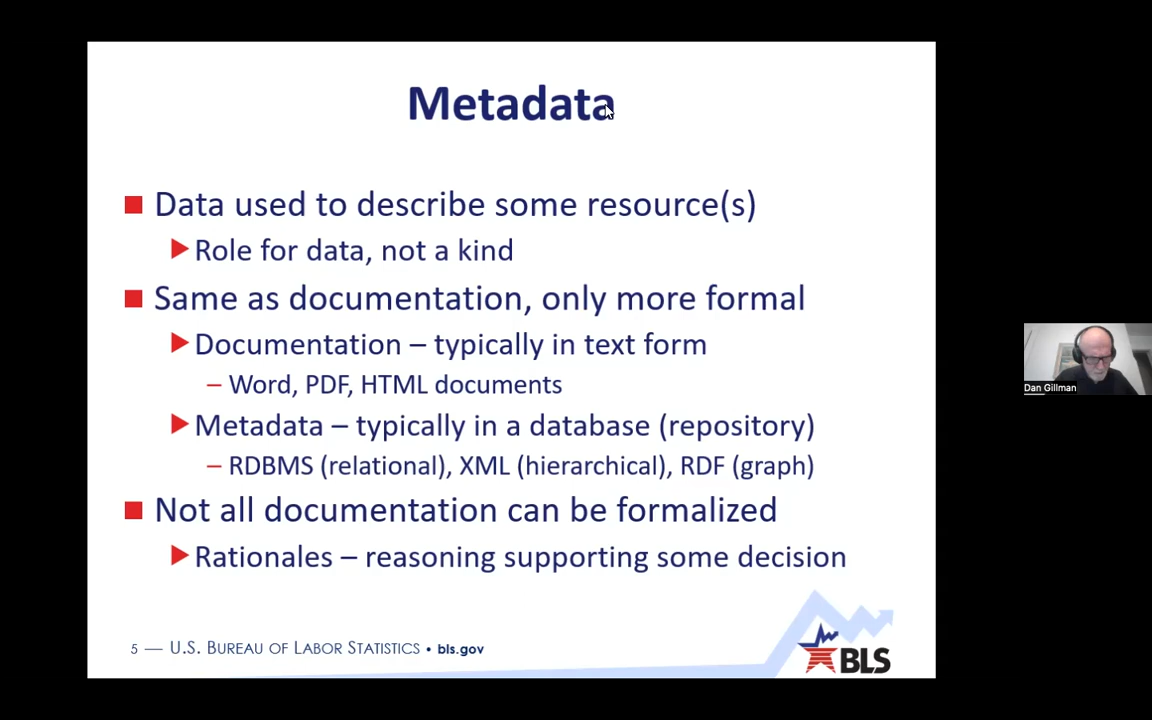 Metadata
Data used to describe some resource(s)
Role for data, not a kind
Same as documentation, only more formal
Documentation – typically in text form
– Word, PDF, HTML documents
Metadata – typically in a database (repository)
– RDBMS (relational), XML (hierarchical), RDF (graph)
Not all documentation can be formalized
Rationales – reasoning supporting some decision
5 — U.S. BUREAU OF LABOR STATISTICS • bls.gov
BLS
Dan Gillman